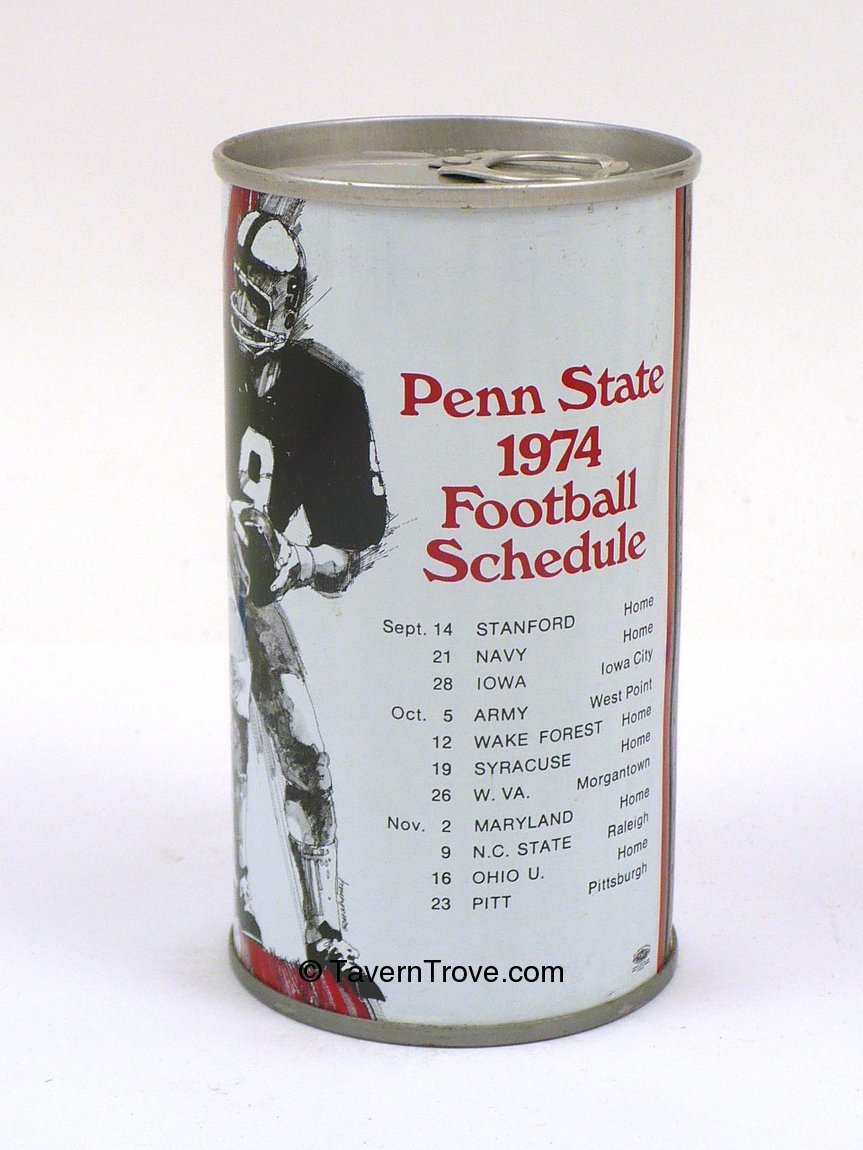 Penn State
1974
Football
Schedule
Sept. 14 STANFORD Home
21 NAVY Home
28 IOWA Iowa City
Oct. 5 ARMY West Point
12 WAKE FOREST Home
19 SYRACUSE Home
26 W. VA. Morgantown
Nov. 2 MARYLAND Home
9 N.C. STATE Raleigh
16 OHIO U. Home
23 PITT Pittsburgh
© TavernTrove.com